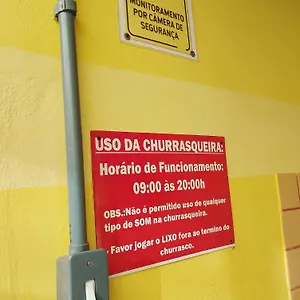 MONITORAMENTO
POR CÂMERA DE
SEGURANÇA
USO DA CHURRASQUEIRA:
Horário de Funcionamento:
09:00 às 20:00h
OBS.:Não é permitido uso de qualquer
tipo de SOM na churrasqueira.
Favor jogar o LIXO fora ao termino do
churrasco.